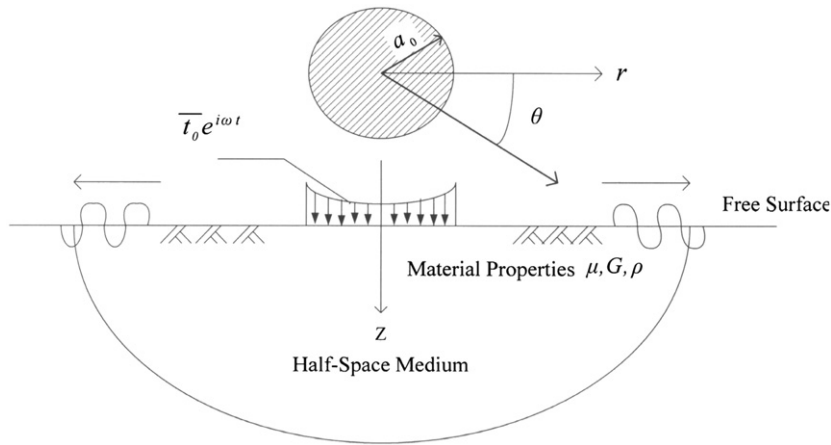 a₀
r
θ
t̅₀e^{iωt}
Free Surface
Material Properties μ, G, ρ
z
Half-Space Medium